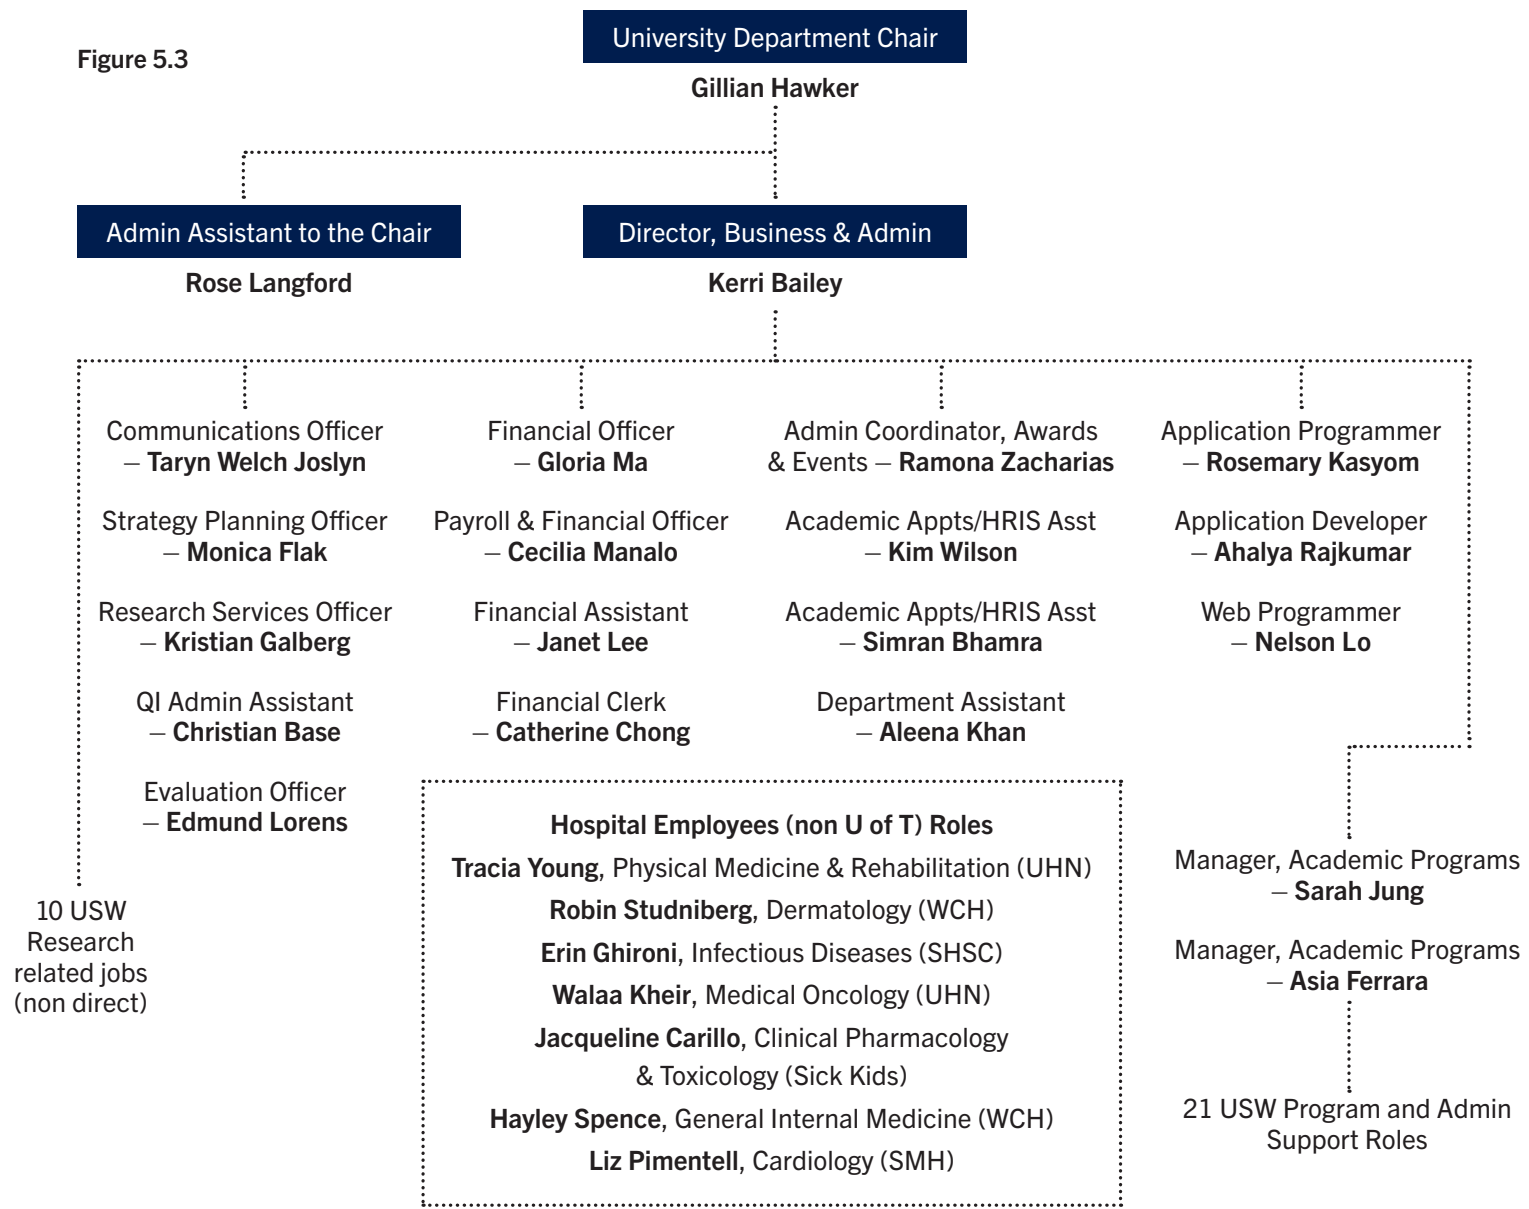 Figure 5.3
University Department Chair
Gillian Hawker
Admin Assistant to the Chair
Rose Langford
Director, Business & Admin
Kerri Bailey
Communications Officer
– Taryn Welch Joslyn
Strategy Planning Officer
– Monica Flak
Research Services Officer
– Kristian Galberg
QI Admin Assistant
– Christian Base
Evaluation Officer
– Edmund Lorens
Financial Officer
– Gloria Ma
Payroll & Financial Officer
– Cecilia Manalo
Financial Assistant
– Janet Lee
Financial Clerk
– Catherine Chong
Admin Coordinator, Awards
& Events – Ramona Zacharias
Academic Appts/HRIS Asst
– Kim Wilson
Academic Appts/HRIS Asst
– Simran Bhamra
Department Assistant
– Aleena Khan
Application Programmer
– Rosemary Kasyom
Application Developer
– Ahalya Rajkumar
Web Programmer
– Nelson Lo
10 USW
Research
related jobs
(non direct)
Hospital Employees (non U of T) Roles
Tracia Young, Physical Medicine & Rehabilitation (UHN)
Robin Studniberg, Dermatology (WCH)
Erin Ghironi, Infectious Diseases (SHSC)
Walaa Kheir, Medical Oncology (UHN)
Jacqueline Carillo, Clinical Pharmacology
& Toxicology (Sick Kids)
Hayley Spence, General Internal Medicine (WCH)
Liz Pimentell, Cardiology (SMH)
Manager, Academic Programs
– Sarah Jung
Manager, Academic Programs
– Asia Ferrara
21 USW Program and Admin
Support Roles